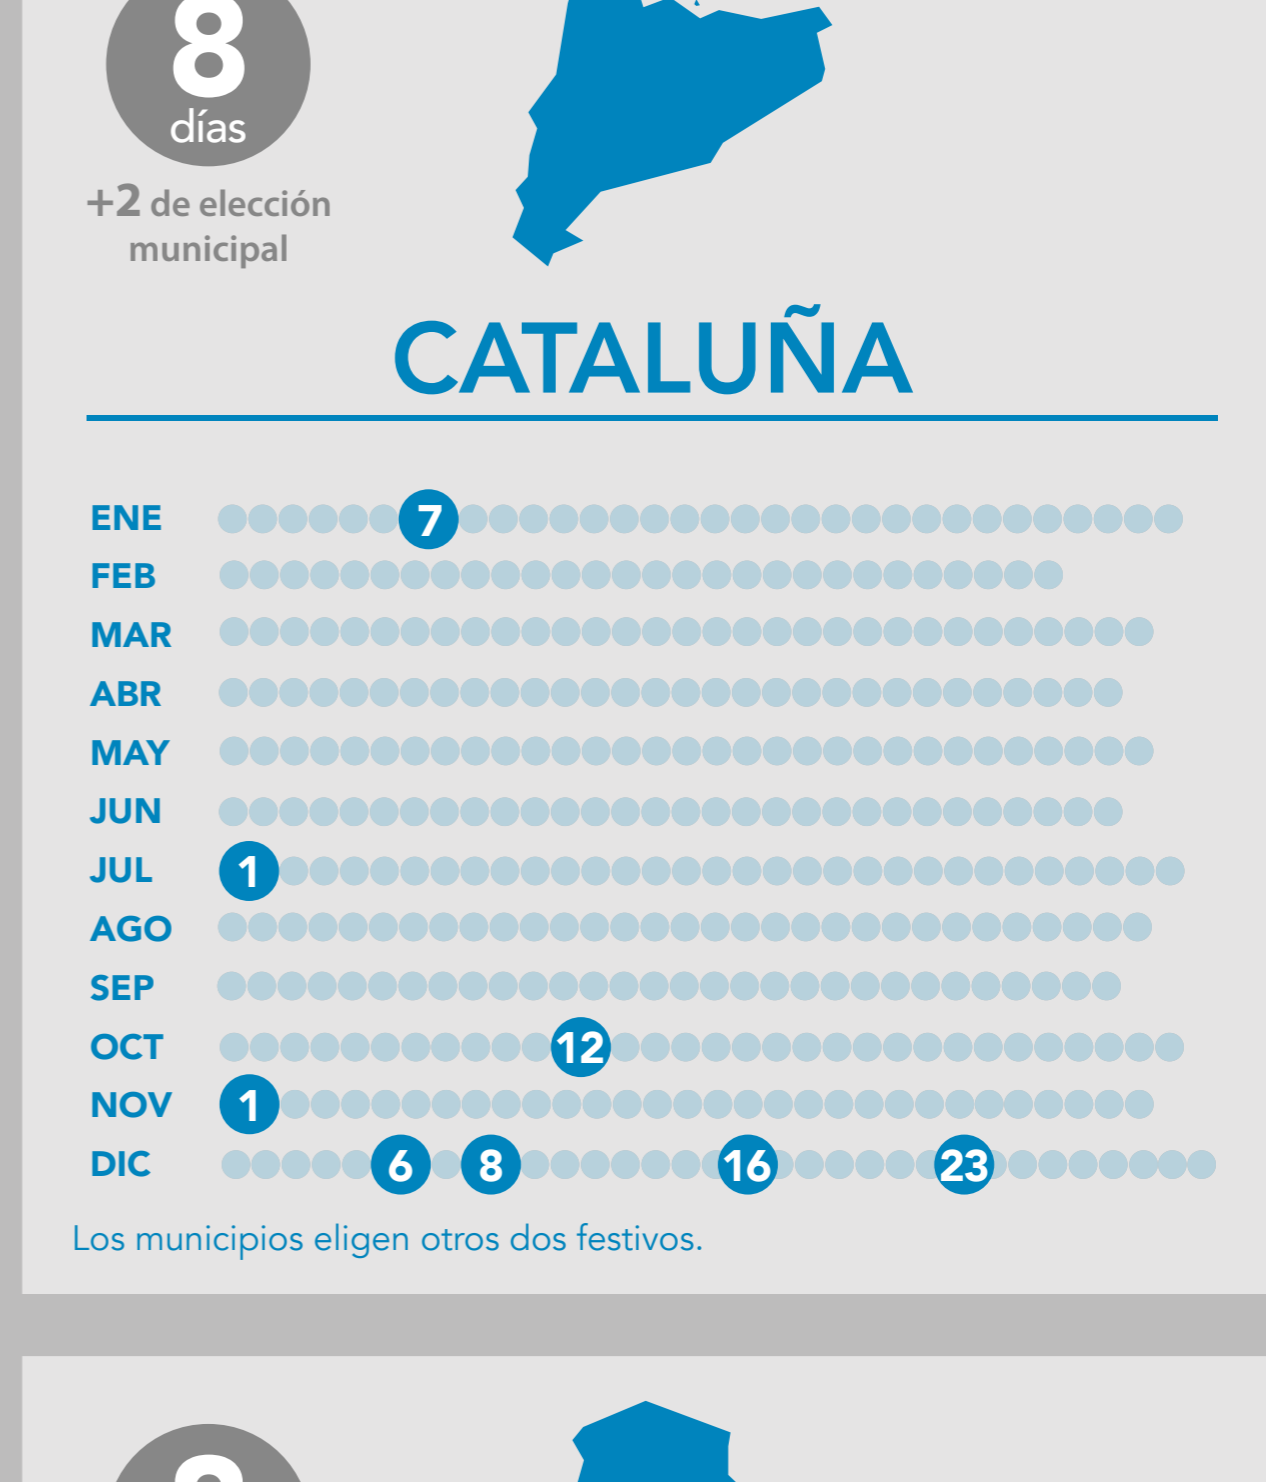 8
días
+2 de elección
municipal
CATALUÑA
ENE 7
FEB
MAR
ABR
MAY
JUN
JUL 1
AGO
SEP
OCT 12
NOV 1
DIC 6 8 16 23
Los municipios eligen otros dos festivos.